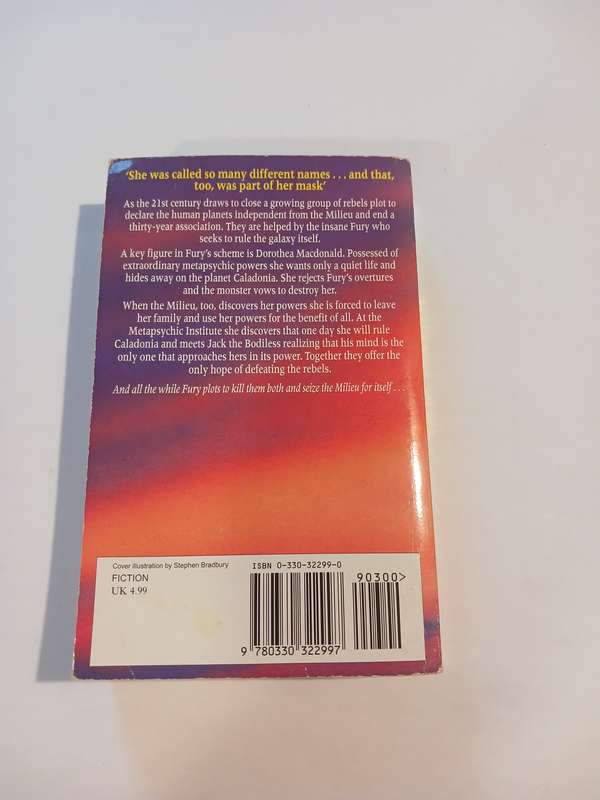 'She was called so many different names . . . and that,
too, was part of her mask'
As the 21st century draws to close a growing group of rebels plot to
declare the human planets independent from the Milieu and end a
thirty-year association. They are helped by the insane Fury who
seeks to rule the galaxy itself.
A key figure in Fury's scheme is Dorothea Macdonald. Possessed of
extraordinary metapsychic powers she wants only a quiet life and
hides away on the planet Caladonia. She rejects Fury's overtures
and the monster vows to destroy her.
When the Milieu, too, discovers her powers she is forced to leave
her family and use her powers for the benefit of all. At the
Metapsychic Institute she discovers that one day she will rule
Caladonia and meets Jack the Bodiless realizing that his mind is the
only one that approaches hers in its power. Together they offer the
only hope of defeating the rebels.
And all the while Fury plots to kill them both and seize the Milieu for itself . . .
Cover illustration by Stephen Bradbury
FICTION
UK 4.99
ISBN 0-330-32299-0
90300>
9 780330 322997